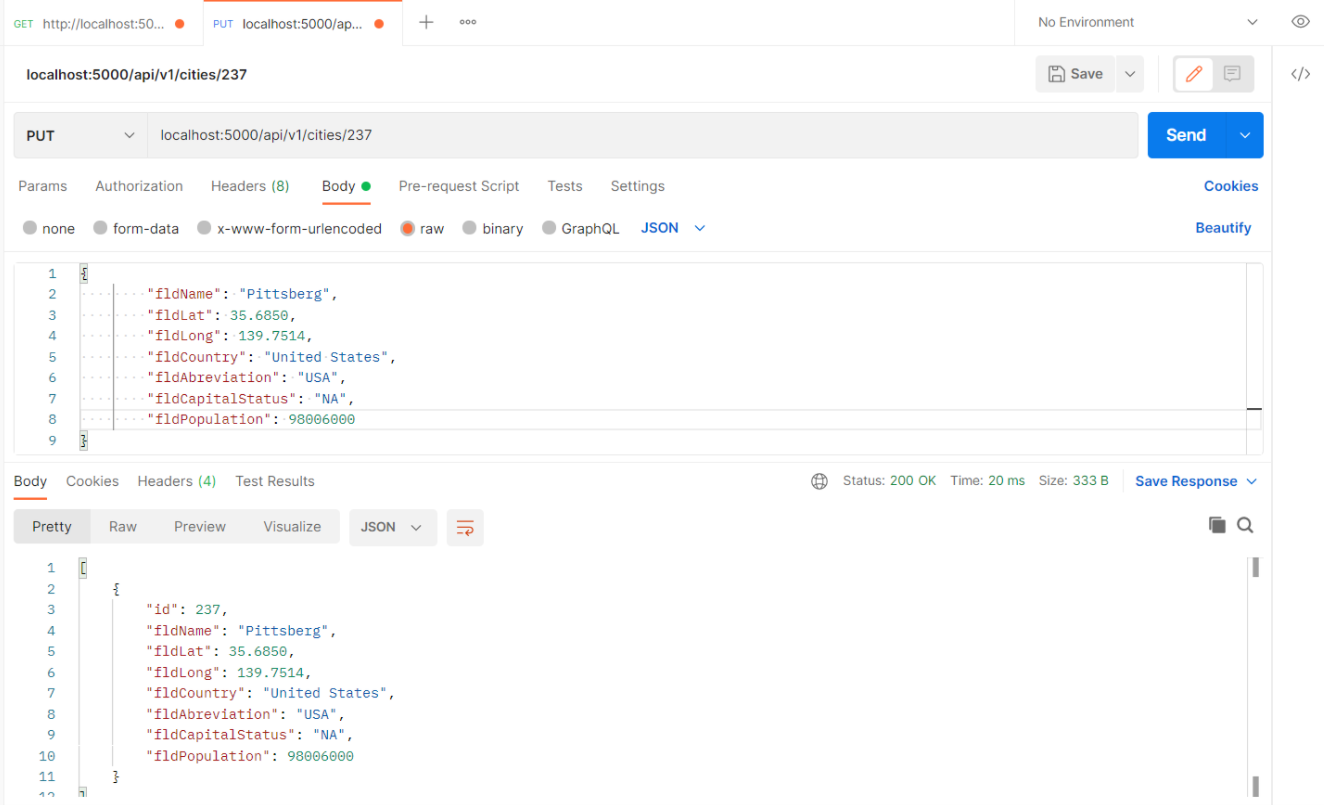 GET http://localhost:50... PUT localhost:5000/ap... No Environment
localhost:5000/api/v1/cities/237 Save
PUT localhost:5000/api/v1/cities/237 Send
Params Authorization Headers (8) Body Pre-request Script Tests Settings Cookies
none form-data x-www-form-urlencoded raw binary GraphQL JSON Beautify
1 {
2 "fldName": "Pittsberg",
3 "fldLat": 35.6850,
4 "fldLong": 139.7514,
5 "fldCountry": "United States",
6 "fldAbreviation": "USA",
7 "fldCapitalStatus": "NA",
8 "fldPopulation": 98006000
9 }
Body Cookies Headers (4) Test Results Status: 200 OK Time: 20 ms Size: 333 B Save Response
Pretty Raw Preview Visualize JSON
1 [
2 {
3 "id": 237,
4 "fldName": "Pittsberg",
5 "fldLat": 35.6850,
6 "fldLong": 139.7514,
7 "fldCountry": "United States",
8 "fldAbreviation": "USA",
9 "fldCapitalStatus": "NA",
10 "fldPopulation": 98006000
11 }
12 ]